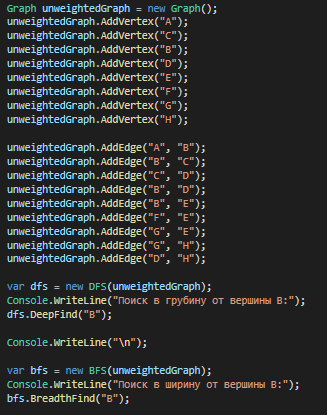 Graph unweightedGraph = new Graph();
unweightedGraph.AddVertex("A");
unweightedGraph.AddVertex("C");
unweightedGraph.AddVertex("B");
unweightedGraph.AddVertex("D");
unweightedGraph.AddVertex("E");
unweightedGraph.AddVertex("F");
unweightedGraph.AddVertex("G");
unweightedGraph.AddVertex("H");

unweightedGraph.AddEdge("A", "B");
unweightedGraph.AddEdge("B", "C");
unweightedGraph.AddEdge("C", "D");
unweightedGraph.AddEdge("B", "D");
unweightedGraph.AddEdge("B", "E");
unweightedGraph.AddEdge("F", "E");
unweightedGraph.AddEdge("G", "E");
unweightedGraph.AddEdge("G", "H");
unweightedGraph.AddEdge("D", "H");

var dfs = new DFS(unweightedGraph);
Console.WriteLine("Поиск в грубину от вершины B:");
dfs.DeepFind("B");

Console.WriteLine("\n");

var bfs = new BFS(unweightedGraph);
Console.WriteLine("Поиск в ширину от вершины B:");
bfs.BreadthFind("B");